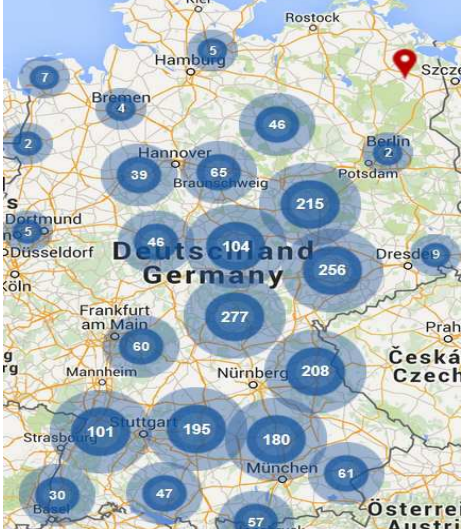 Kiel
Rostock
5
Hamburg
Szcze
7
Bremen
4
46
2
Berlin
2
Hannover
39
65
Braunschweig
Potsdam
215
s
Dortmund
5
Düsseldorf
46
104
Deutschland
Germany
256
Dresden
9
Köln
277
Frankfurt
am Main
60
Prah
g
rg
Mannheim
Nürnberg
208
Česká
Czech
101
Stuttgart
195
180
Strasbourg
München
61
30
Basel
47
57
Österrei
Austri